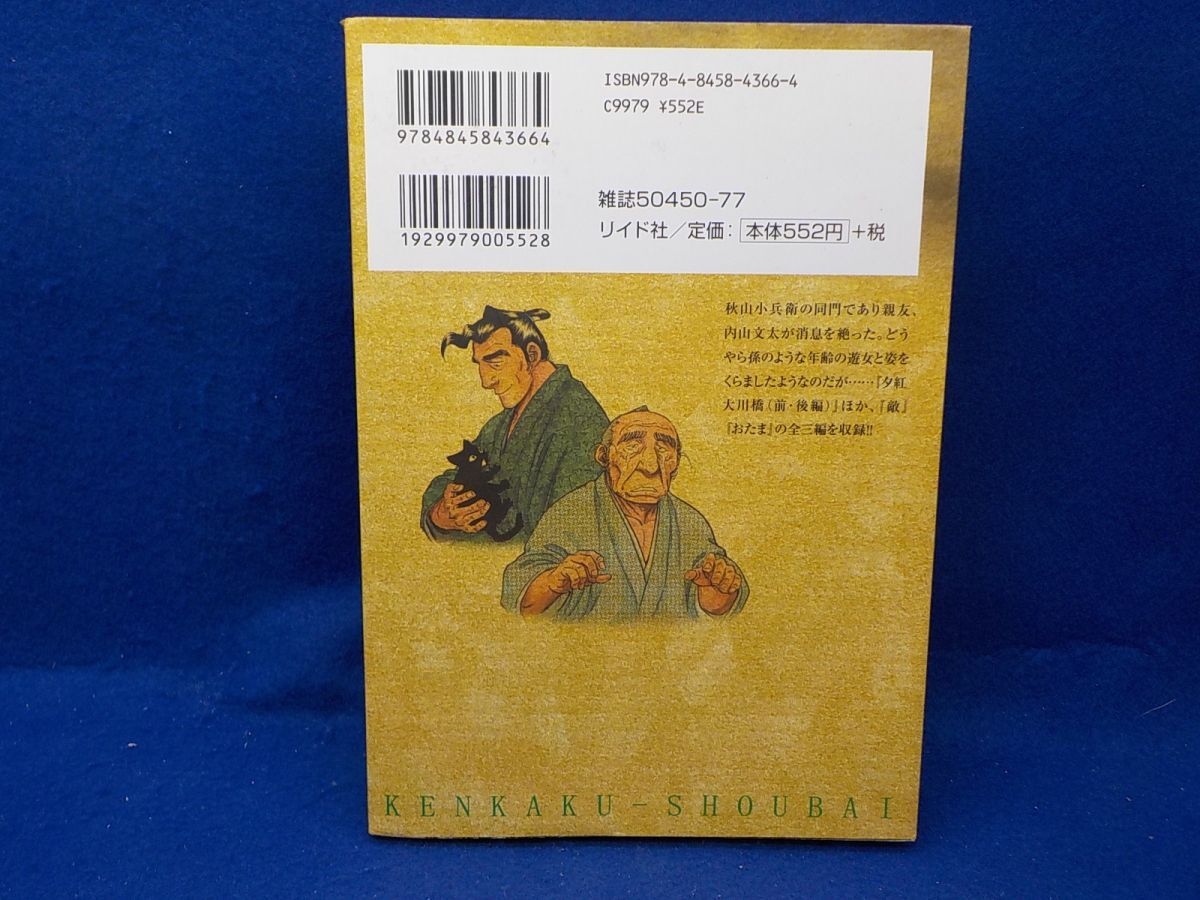 ISBN978-4-8458-4366-4
C9979 ¥552E
9784845843664
雑誌50450-77
リイド社／定価：本体552円+税
1929979005528
秋山小兵衛の同門であり親友、
内山文太が消息を絶った。どう
やら孫のような年齢の遊女と姿を
くらましたようなのだが……『夕紅
大川橋（前・後編）』ほか、『敵』
『おたま』の全三編を収録!!
KENKAKU-SHOUBAI